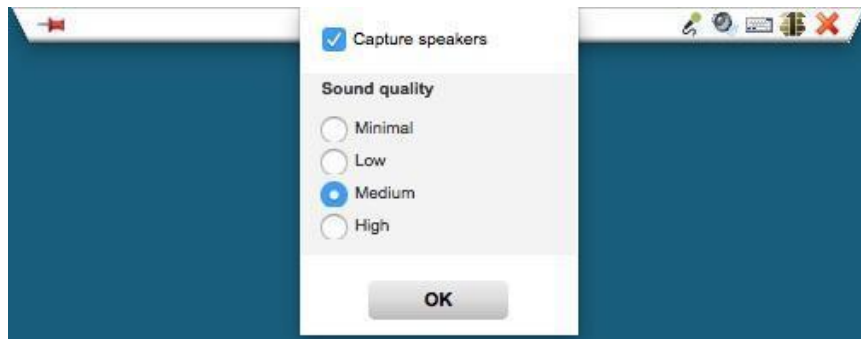 Capture speakers
Sound quality
Minimal
Low
Medium
High
OK